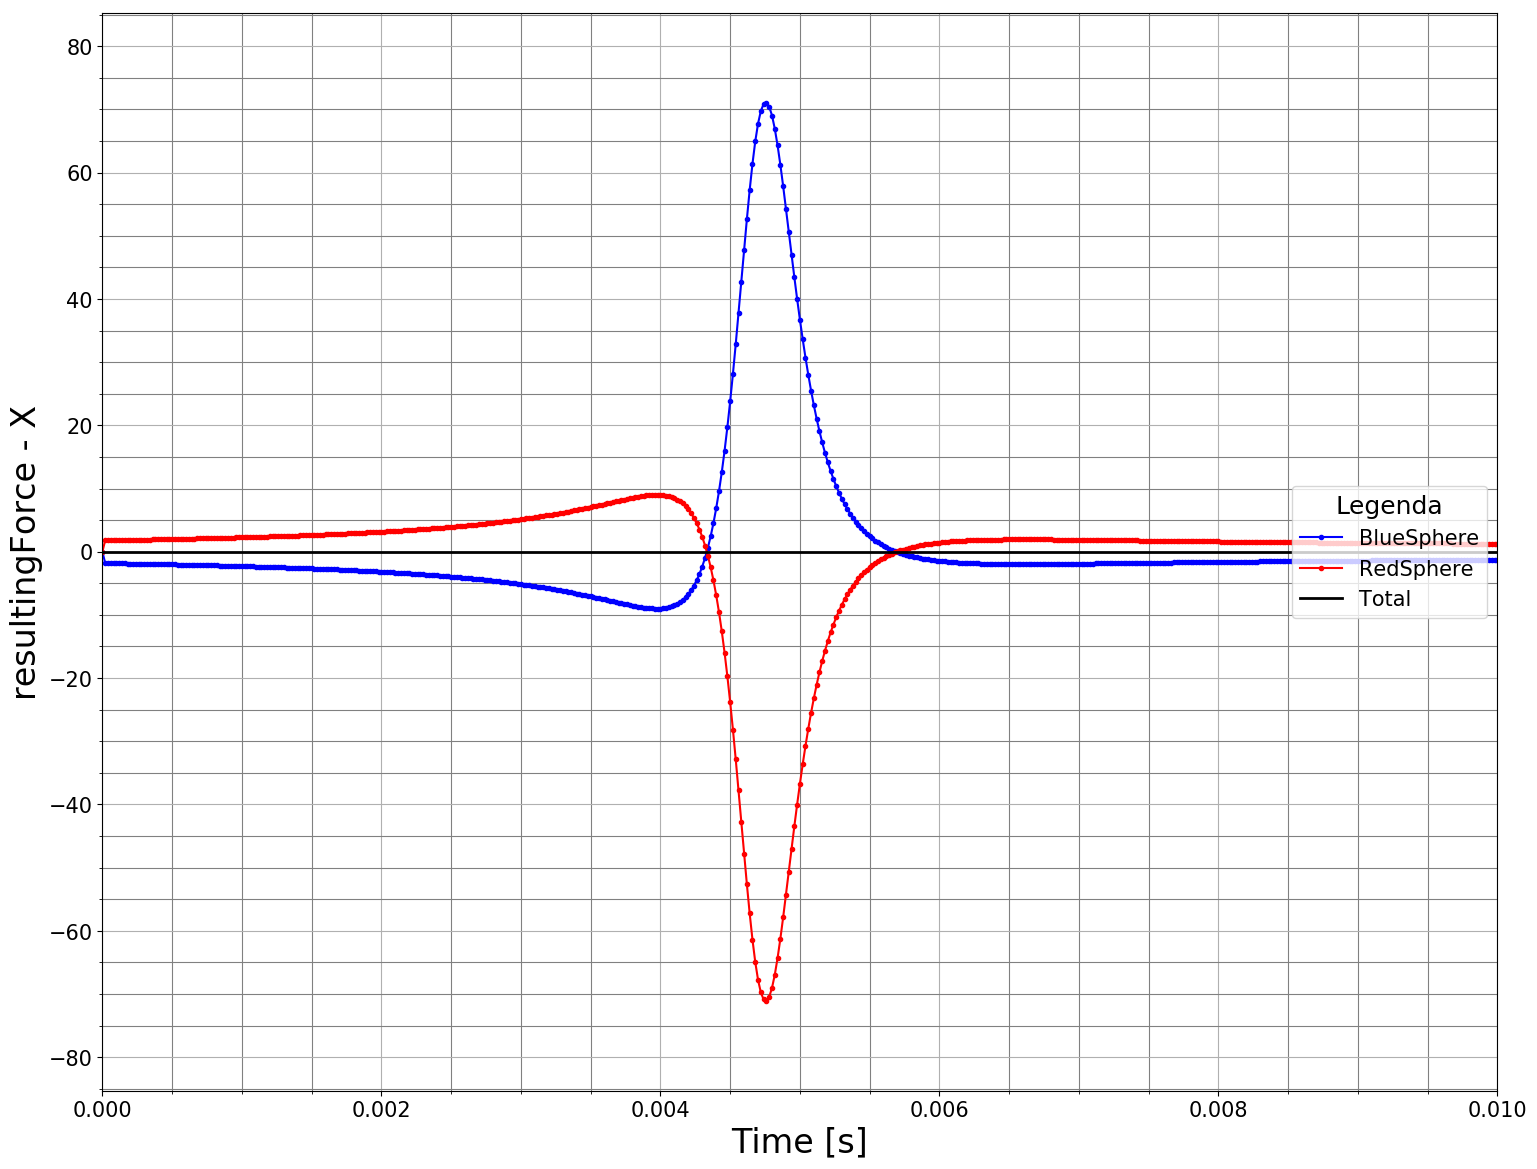 80
60
40
20
0
−20
−40
−60
−80
resultingForce - X
Legenda
BlueSphere
RedSphere
Total
0.000 0.002 0.004 0.006 0.008 0.010
Time [s]